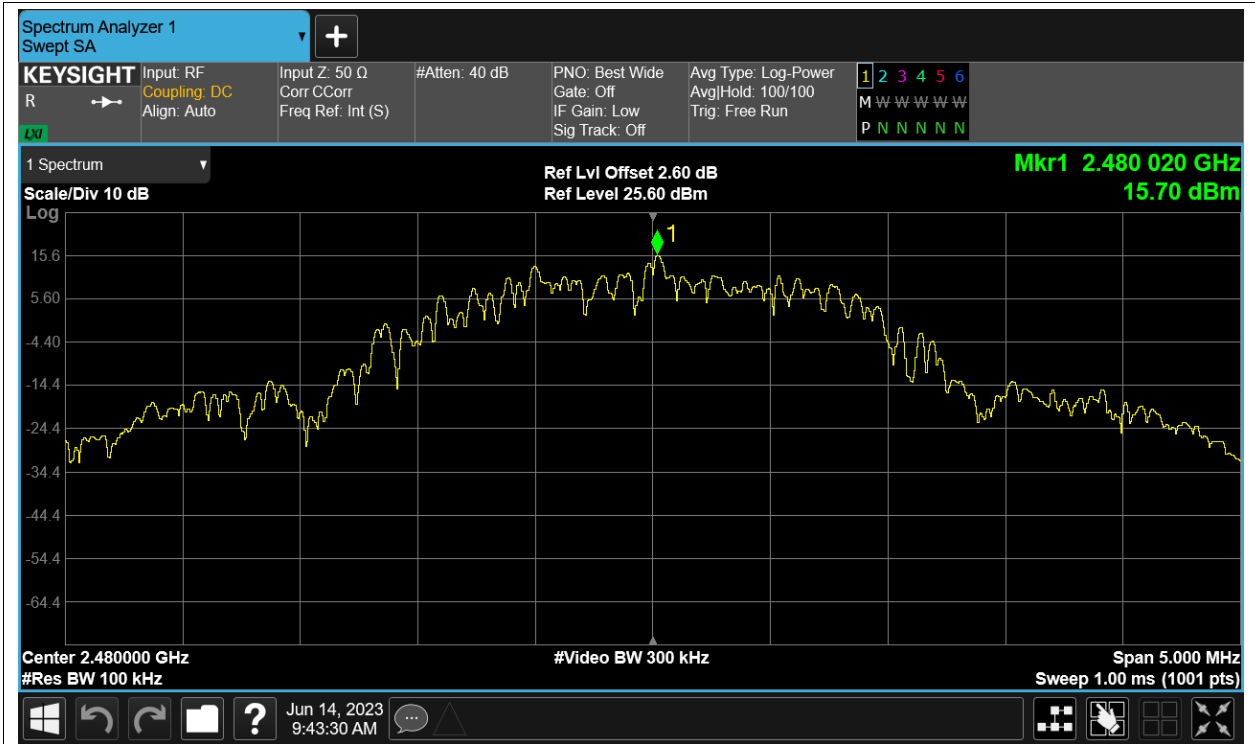 Spectrum Analyzer 1
Swept SA
KEYSIGHT
R
LXI
Input: RF
Coupling: DC
Align: Auto
Input Z: 50 Ω
Corr CCorr
Freq Ref: Int (S)
#Atten: 40 dB
PNO: Best Wide
Gate: Off
IF Gain: Low
Sig Track: Off
Avg Type: Log-Power
Avg|Hold: 100/100
Trig: Free Run
1 2 3 4 5 6
M W W W W W
P N N N N N
1 Spectrum
Scale/Div 10 dB
Log
Ref Lvl Offset 2.60 dB
Ref Level 25.60 dBm
Mkr1 2.480 020 GHz
15.70 dBm
1
15.6
5.60
-4.40
-14.4
-24.4
-34.4
-44.4
-54.4
-64.4
Center 2.480000 GHz
#Video BW 300 kHz
Span 5.000 MHz
#Res BW 100 kHz
Sweep 1.00 ms (1001 pts)
?
Jun 14, 2023
9:43:30 AM